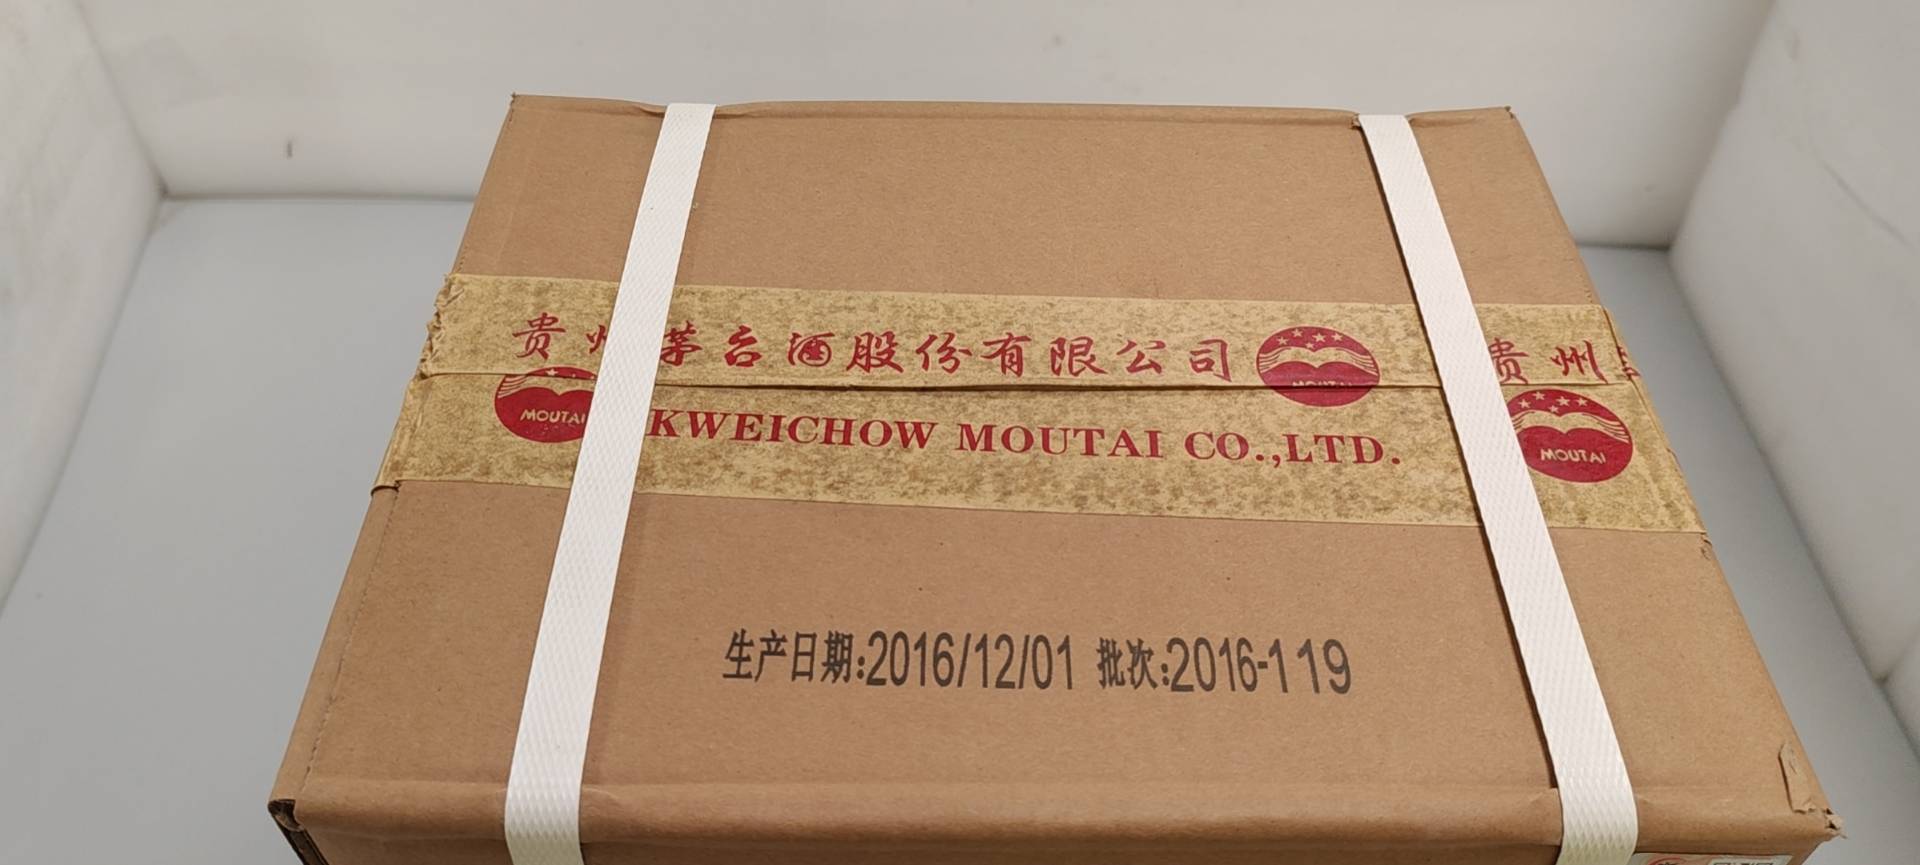 贵州茅台酒股份有限公司
MOUTAI
贵州
MOUTAI
KWEICHOW MOUTAI CO.,LTD.
MOUTAI
生产日期:2016/12/01 批次:2016-119